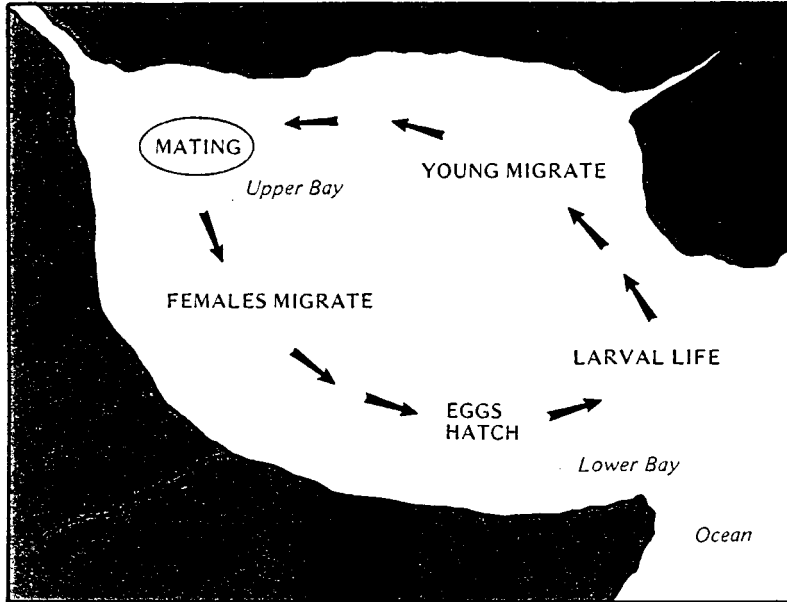 MATING
Upper Bay
YOUNG MIGRATE
FEMALES MIGRATE
LARVAL LIFE
EGGS
HATCH
Lower Bay
Ocean